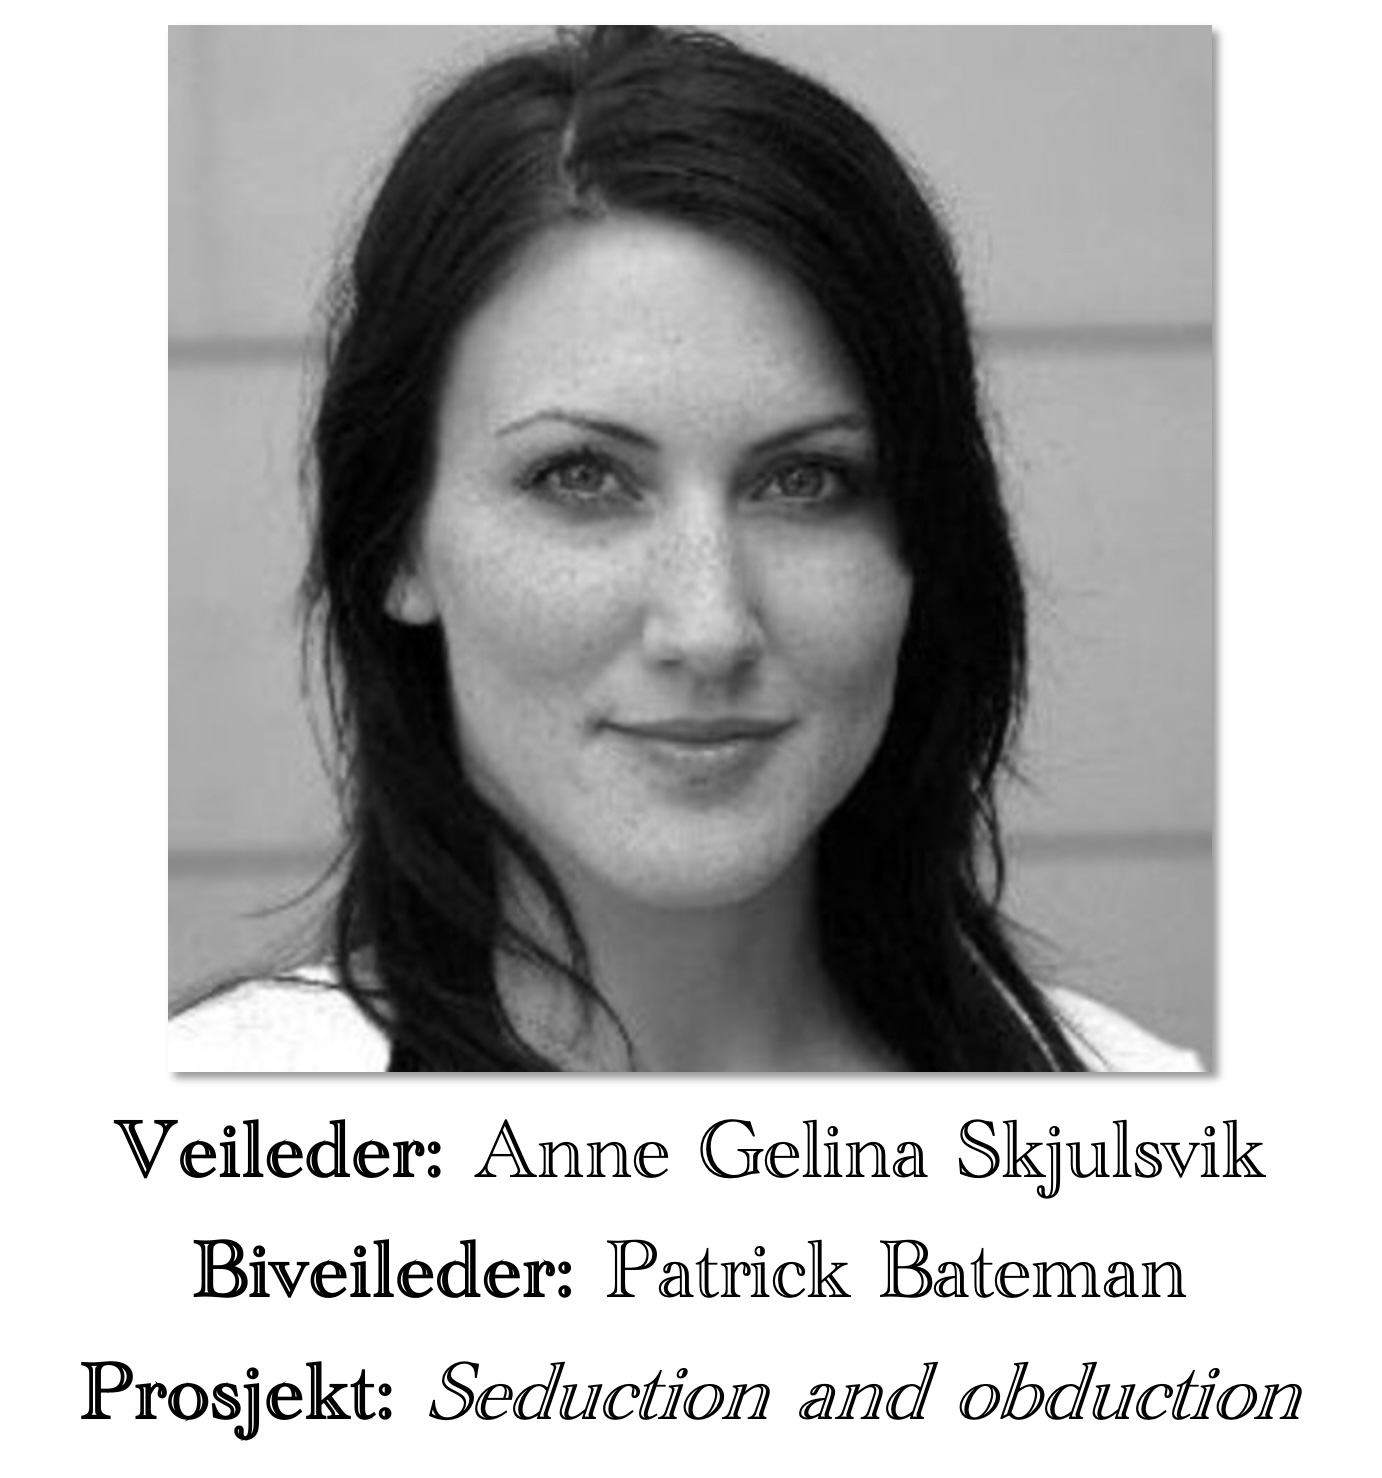 Veileder: Anne Gelina Skjulsvik
Biveileder: Patrick Bateman
Prosjekt: Seduction and obduction